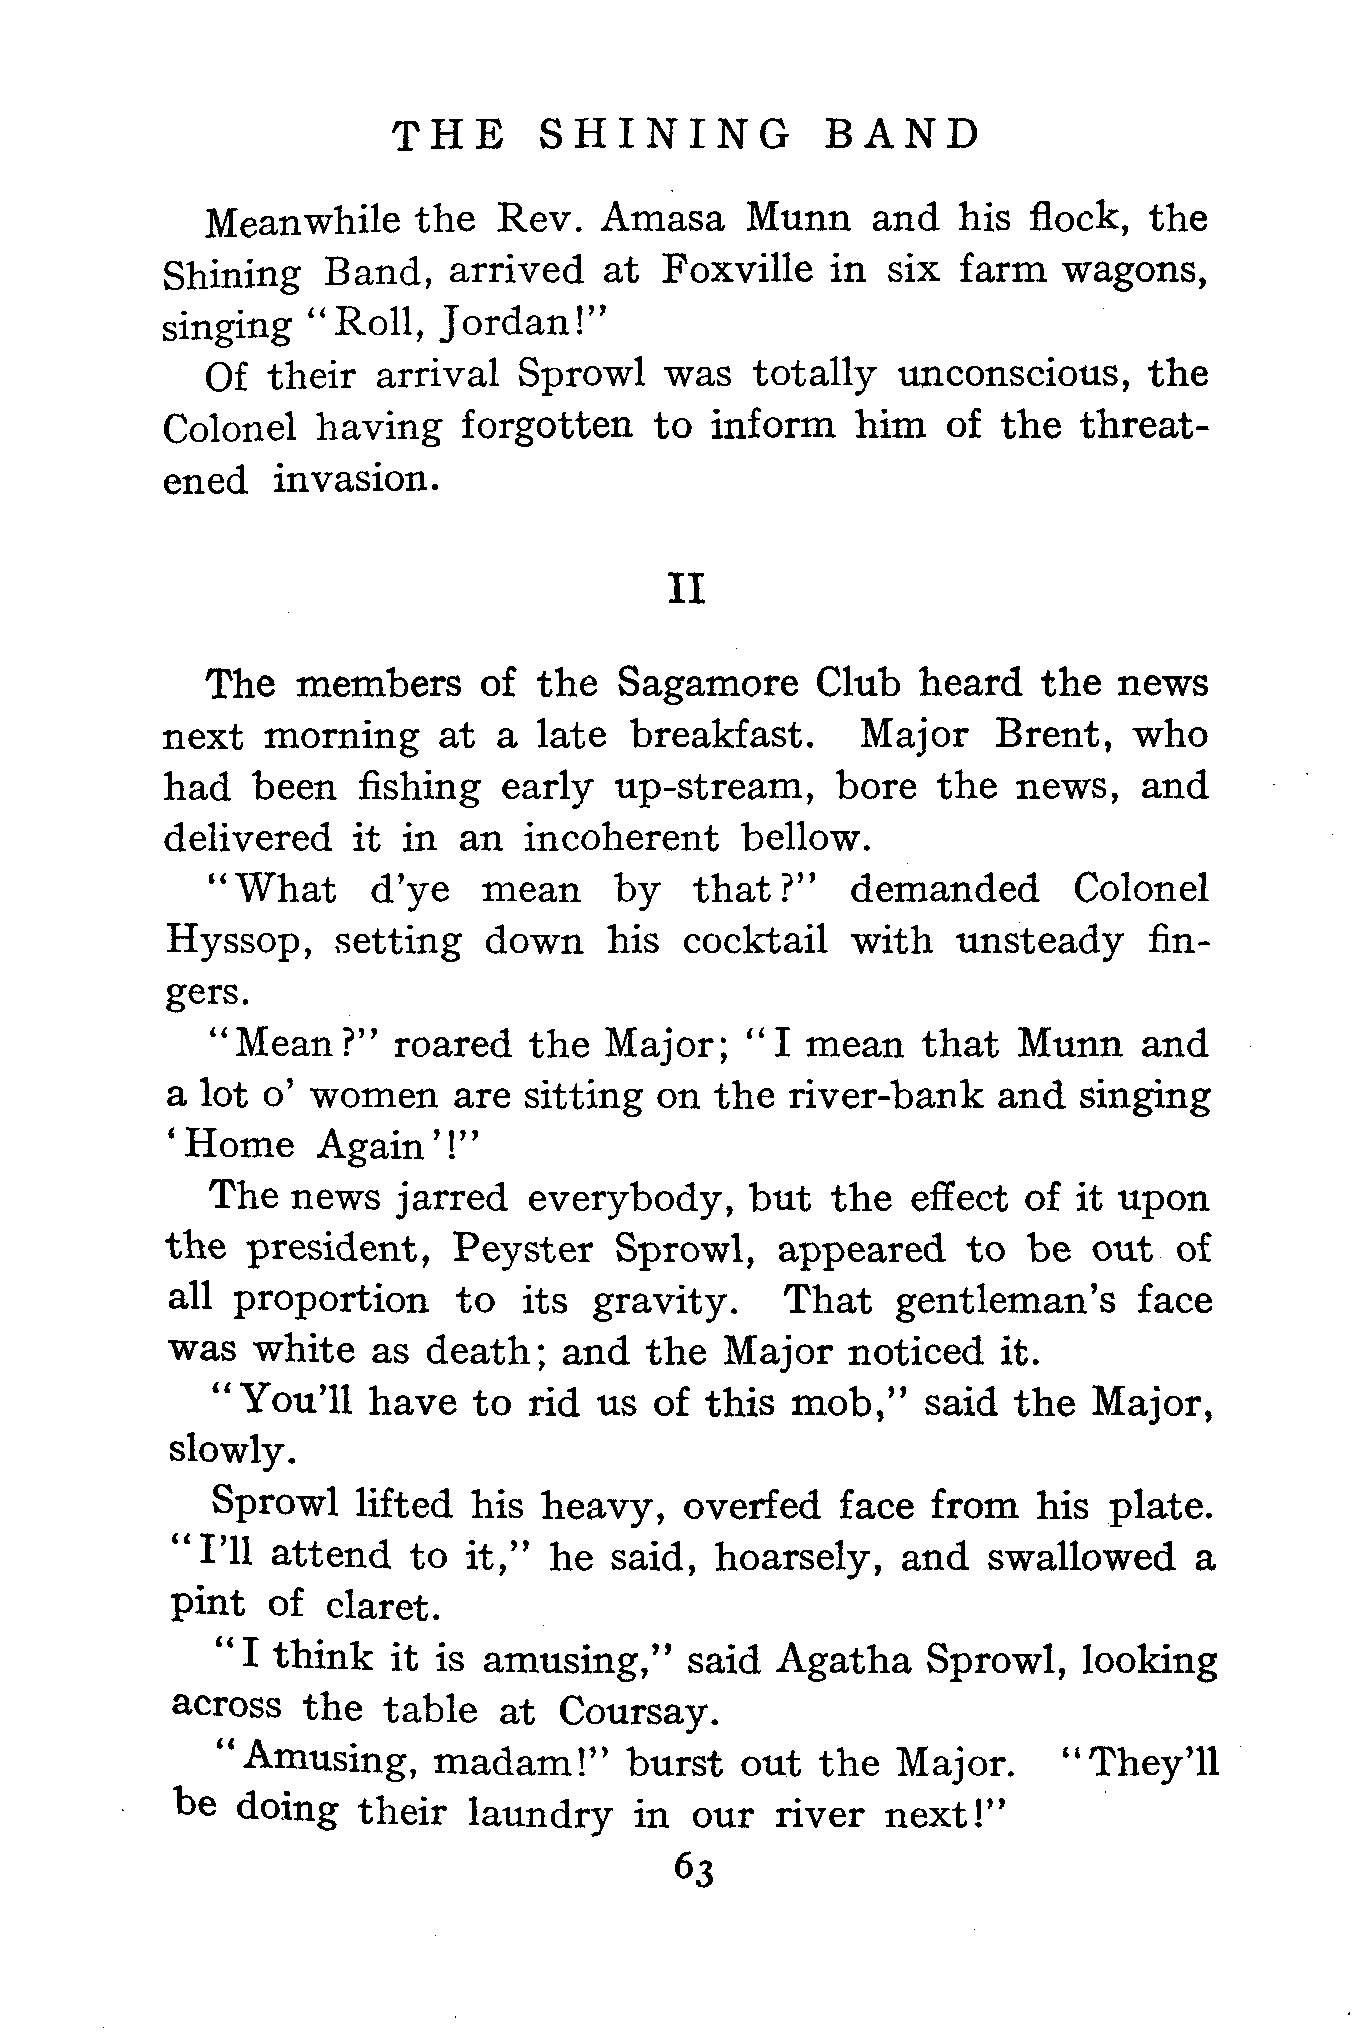 THE SHINING BAND
Meanwhile the Rev. Amasa Munn and his flock, the
Shining Band, arrived at Foxville in six farm wagons,
singing "Roll, Jordan!"
Of their arrival Sprowl was totally unconscious, the
Colonel having forgotten to inform him of the threat-
ened invasion.
II
The members of the Sagamore Club heard the news
next morning at a late breakfast. Major Brent, who
had been fishing early up-stream, bore the news, and
delivered it in an incoherent bellow.
"What d'ye mean by that?" demanded Colonel
Hyssop, setting down his cocktail with unsteady fin-
gers.
"Mean?" roared the Major; "I mean that Munn and
a lot o' women are sitting on the river-bank and singing
'Home Again'!"
The news jarred everybody, but the effect of it upon
the president, Peyster Sprowl, appeared to be out of
all proportion to its gravity. That gentleman's face
was white as death; and the Major noticed it.
"You'll have to rid us of this mob," said the Major,
slowly.
Sprowl lifted his heavy, overfed face from his plate.
"I'll attend to it," he said, hoarsely, and swallowed a
pint of claret.
"I think it is amusing," said Agatha Sprowl, looking
across the table at Coursay.
"Amusing, madam!" burst out the Major. "They'll
be doing their laundry in our river next!"
63